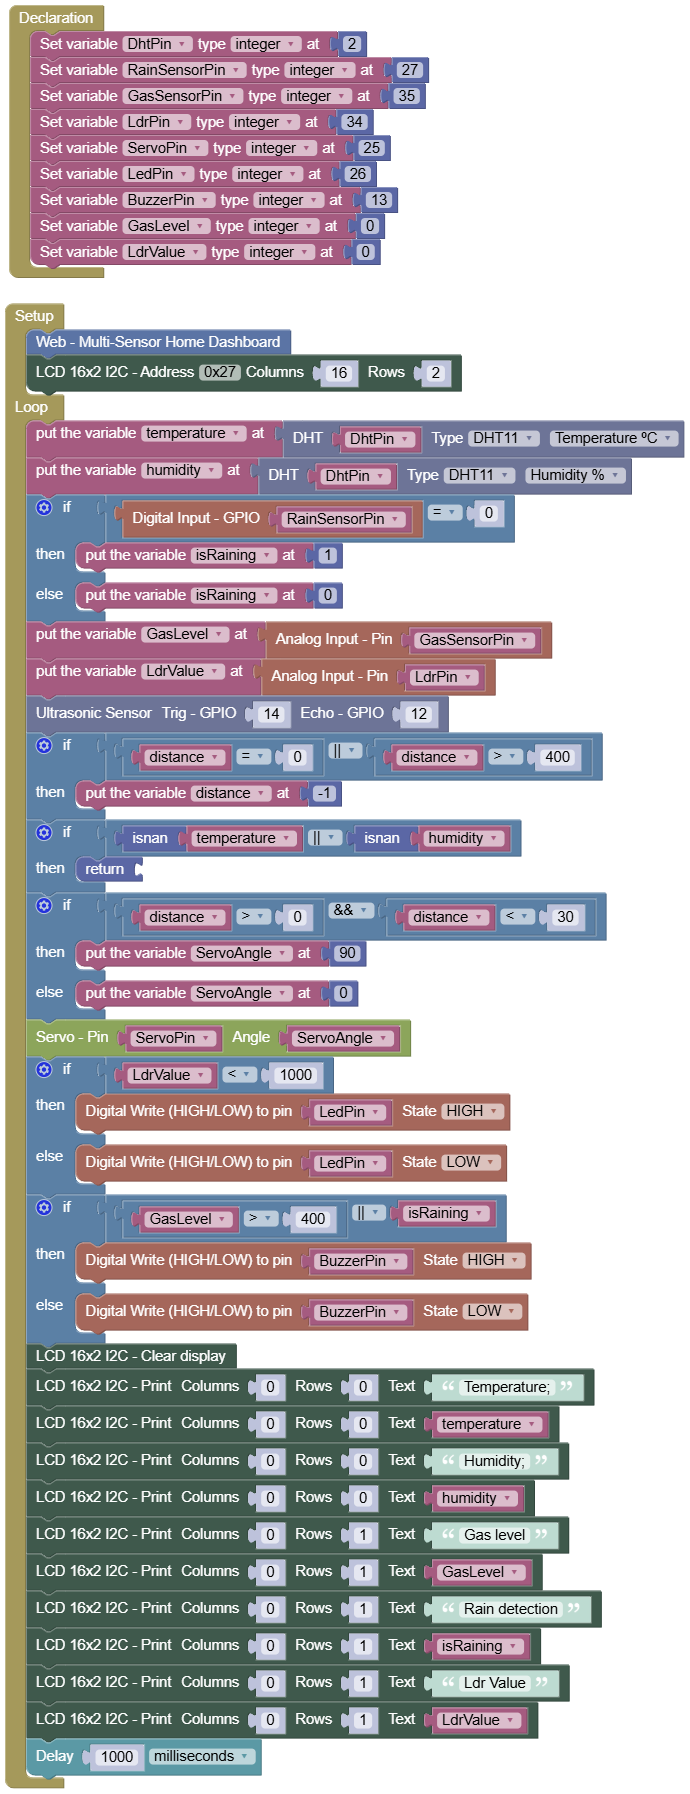 Declaration
Set variable DhtPin type integer at 2
Set variable RainSensorPin type integer at 27
Set variable GasSensorPin type integer at 35
Set variable LdrPin type integer at 34
Set variable ServoPin type integer at 25
Set variable LedPin type integer at 26
Set variable BuzzerPin type integer at 13
Set variable GasLevel type integer at 0
Set variable LdrValue type integer at 0
Setup
Web - Multi-Sensor Home Dashboard
LCD 16x2 I2C - Address 0x27 Columns 16 Rows 2
Loop
put the variable temperature at DHT DhtPin Type DHT11 Temperature ºC
put the variable humidity at DHT DhtPin Type DHT11 Humidity %
if Digital Input - GPIO RainSensorPin = 0
then put the variable isRaining at 1
else put the variable isRaining at 0
put the variable GasLevel at Analog Input - Pin GasSensorPin
put the variable LdrValue at Analog Input - Pin LdrPin
Ultrasonic Sensor Trig - GPIO 14 Echo - GPIO 12
if distance = 0 || distance > 400
then put the variable distance at -1
if isnan temperature || isnan humidity
then return
if distance > 0 && distance < 30
then put the variable ServoAngle at 90
else put the variable ServoAngle at 0
Servo - Pin ServoPin Angle ServoAngle
if LdrValue < 1000
then Digital Write (HIGH/LOW) to pin LedPin State HIGH
else Digital Write (HIGH/LOW) to pin LedPin State LOW
if GasLevel > 400 || isRaining
then Digital Write (HIGH/LOW) to pin BuzzerPin State HIGH
else Digital Write (HIGH/LOW) to pin BuzzerPin State LOW
LCD 16x2 I2C - Clear display
LCD 16x2 I2C - Print Columns 0 Rows 0 Text “ Temperature; ”
LCD 16x2 I2C - Print Columns 0 Rows 0 Text temperature
LCD 16x2 I2C - Print Columns 0 Rows 0 Text “ Humidity; ”
LCD 16x2 I2C - Print Columns 0 Rows 0 Text humidity
LCD 16x2 I2C - Print Columns 0 Rows 1 Text “ Gas level ”
LCD 16x2 I2C - Print Columns 0 Rows 1 Text GasLevel
LCD 16x2 I2C - Print Columns 0 Rows 1 Text “ Rain detection ”
LCD 16x2 I2C - Print Columns 0 Rows 1 Text isRaining
LCD 16x2 I2C - Print Columns 0 Rows 1 Text “ Ldr Value ”
LCD 16x2 I2C - Print Columns 0 Rows 1 Text LdrValue
Delay 1000 milliseconds